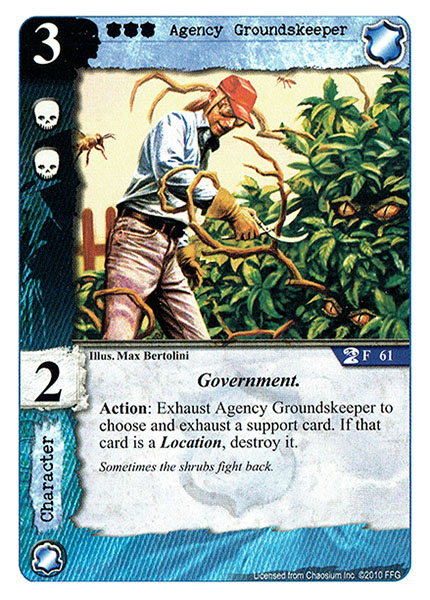 3
Agency Groundskeeper
Illus. Max Bertolini
F 61
2
Government.
Action: Exhaust Agency Groundskeeper to
choose and exhaust a support card. If that
card is a Location, destroy it.
Sometimes the shrubs fight back.
Character
Licensed from Chaosium Inc. ©2010 FFG